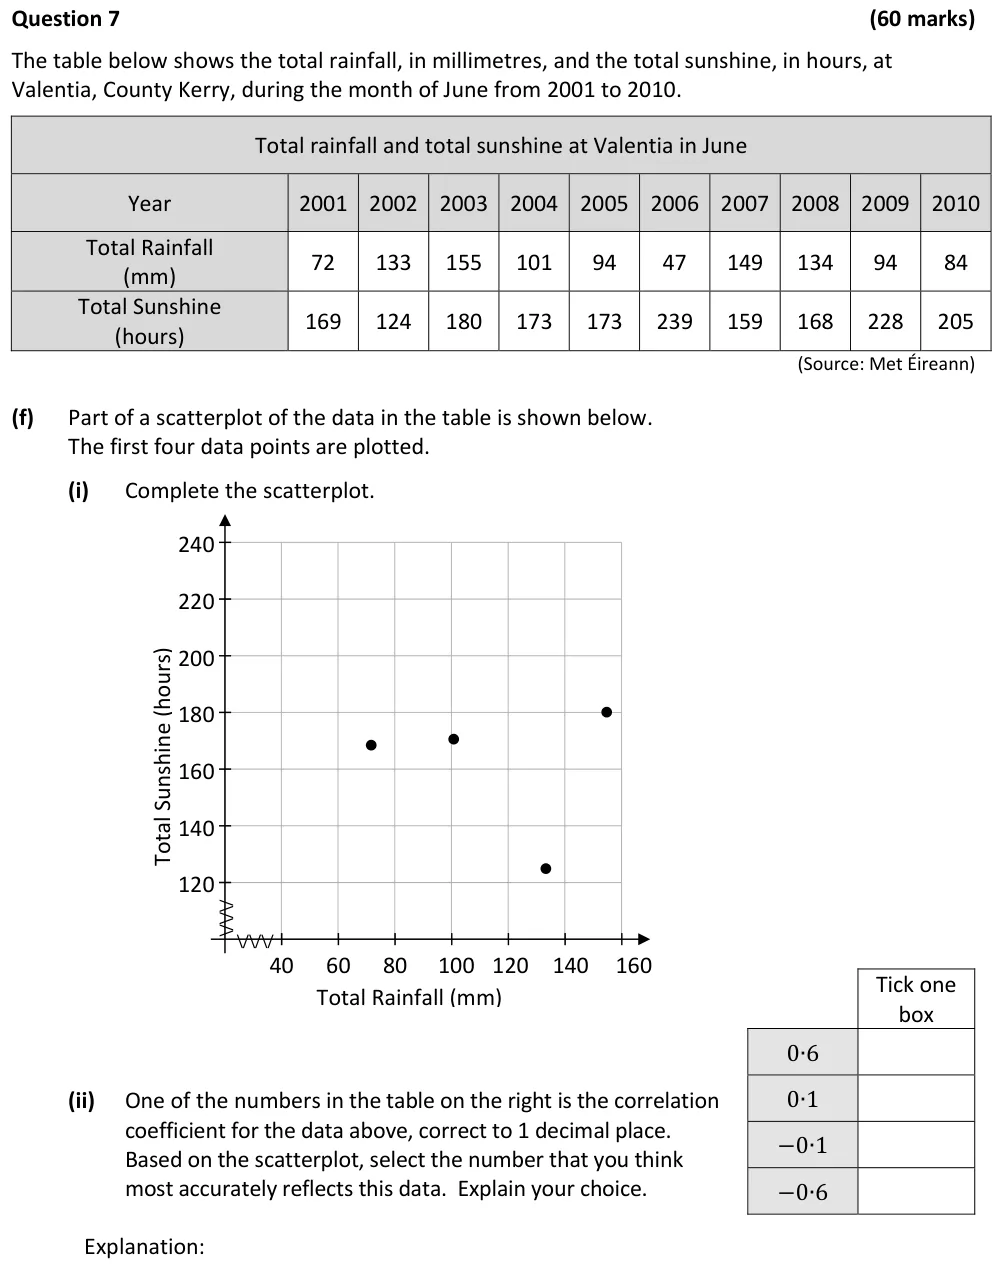 Question 7 (60 marks)
The table below shows the total rainfall, in millimetres, and the total sunshine, in hours, at
Valentia, County Kerry, during the month of June from 2001 to 2010.
Total rainfall and total sunshine at Valentia in June
Year 2001 2002 2003 2004 2005 2006 2007 2008 2009 2010
Total Rainfall
(mm) 72 133 155 101 94 47 149 134 94 84
Total Sunshine
(hours) 169 124 180 173 173 239 159 168 228 205
(Source: Met Éireann)
(f) Part of a scatterplot of the data in the table is shown below.
The first four data points are plotted.
(i) Complete the scatterplot.
240
220
200
180
160
140
120
Total Sunshine (hours)
40 60 80 100 120 140 160
Total Rainfall (mm)
Tick one
box
0·6
0·1
−0·1
−0·6
(ii) One of the numbers in the table on the right is the correlation
coefficient for the data above, correct to 1 decimal place.
Based on the scatterplot, select the number that you think
most accurately reflects this data. Explain your choice.
Explanation: